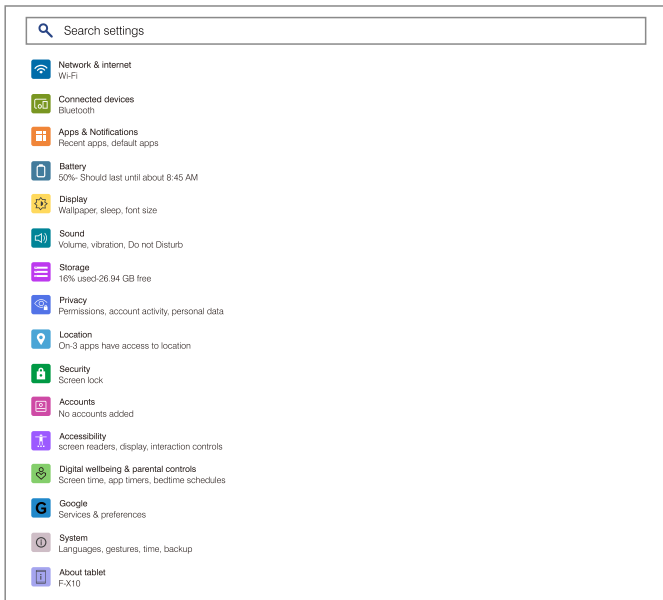 Search settings
Network & internet
Wi-Fi
Connected devices
Bluetooth
Apps & Notifications
Recent apps, default apps
Battery
50%- Should last until about 8:45 AM
Display
Wallpaper, sleep, font size
Sound
Volume, vibration, Do not Disturb
Storage
16% used-26.94 GB free
Privacy
Permissions, account activity, personal data
Location
On-3 apps have access to location
Security
Screen lock
Accounts
No accounts added
Accessibility
screen readers, display, interaction controls
Digital wellbeing & parental controls
Screen time, app timers, bedtime schedules
G Google
Services & preferences
System
Languages, gestures, time, backup
About tablet
F-X10